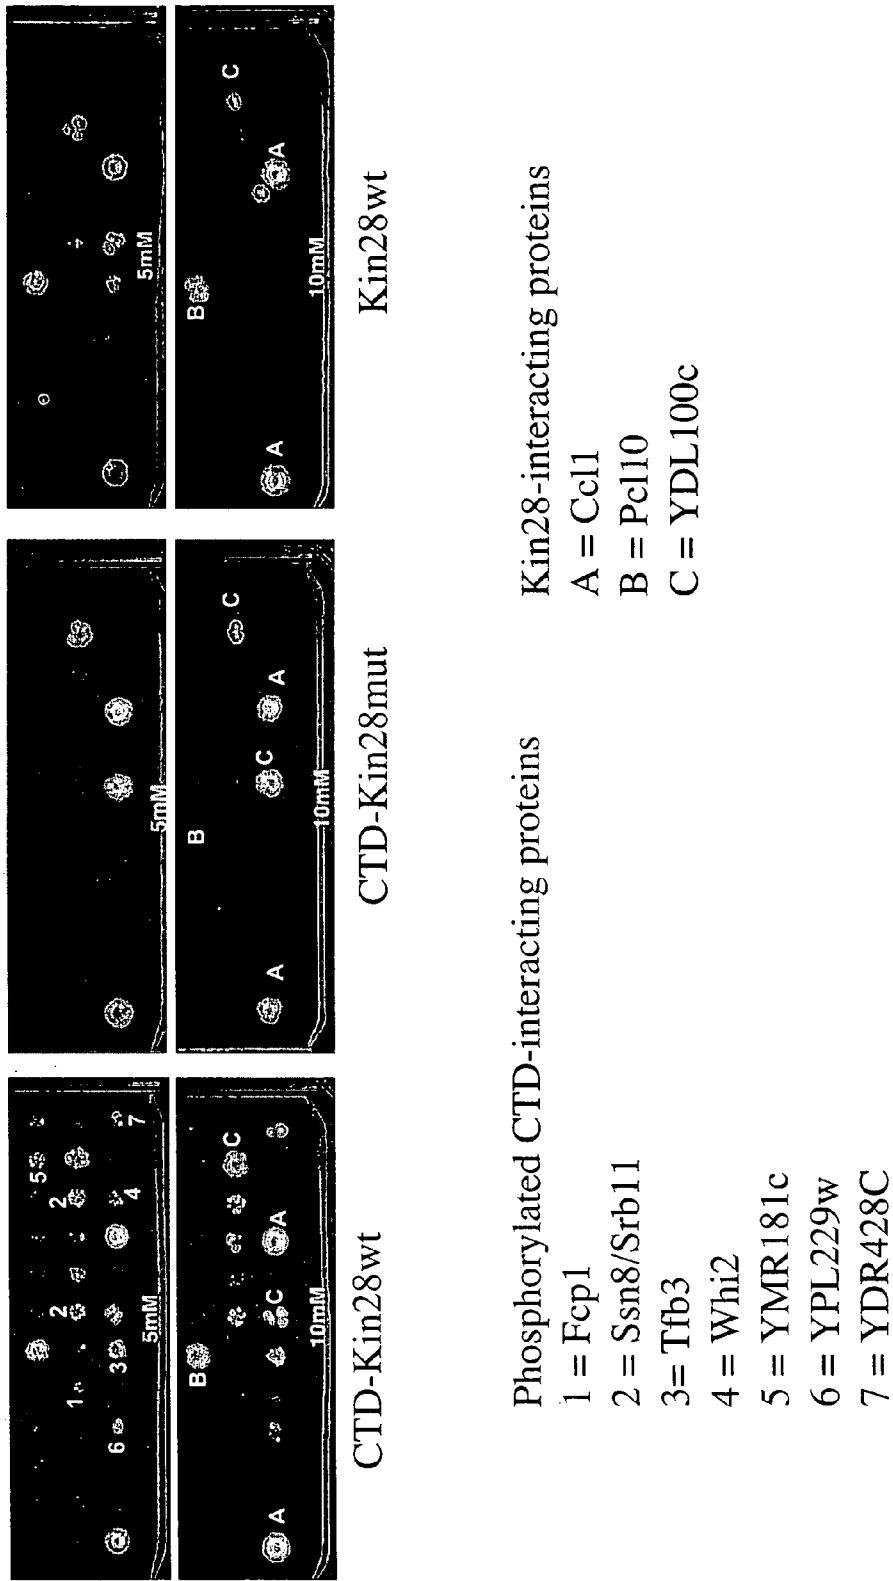 1
2
5
6
3
4
7
5mM
B
C
C
A
A
10mM
CTD-Kin28wt
5mM
B
C
C
A
A
10mM
CTD-Kin28mut
5mM
B
C
A
A
10mM
Kin28wt
Phosphorylated CTD-interacting proteins
1 = Fcp1
2 = Ssn8/Srb11
3= Tfb3
4 = Whi2
5 = YMR181c
6 = YPL229w
7 = YDR428C
Kin28-interacting proteins
A = Ccl1
B = Pcl10
C = YDL100c